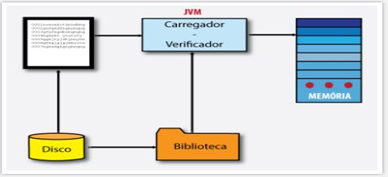 JVM
Carregador
-
Verificador
MEMÓRIA
Disco
Biblioteca